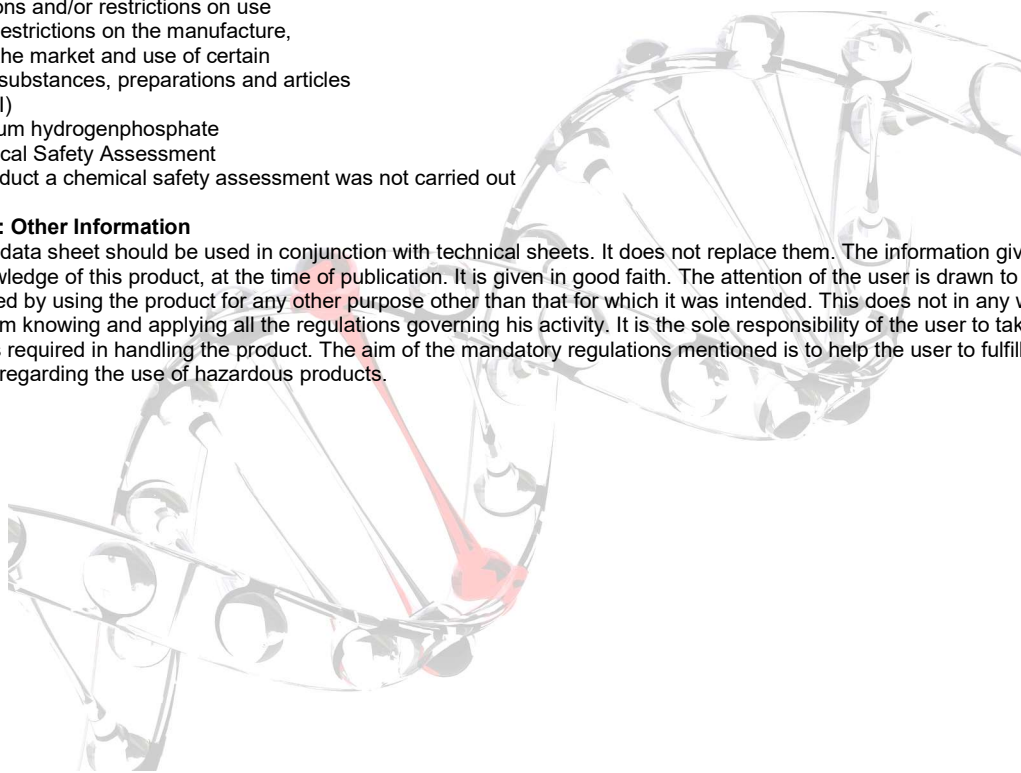 ons and/or restrictions on use
estrictions on the manufacture,
he market and use of certain
substances, preparations and articles
I)
um hydrogenphosphate
cal Safety Assessment
duct a chemical safety assessment was not carried out
: Other Information
data sheet should be used in conjunction with technical sheets. It does not replace them. The information giv
wledge of this product, at the time of publication. It is given in good faith. The attention of the user is drawn to
ed by using the product for any other purpose other than that for which it was intended. This does not in any w
m knowing and applying all the regulations governing his activity. It is the sole responsibility of the user to tak
s required in handling the product. The aim of the mandatory regulations mentioned is to help the user to fulfill
regarding the use of hazardous products.